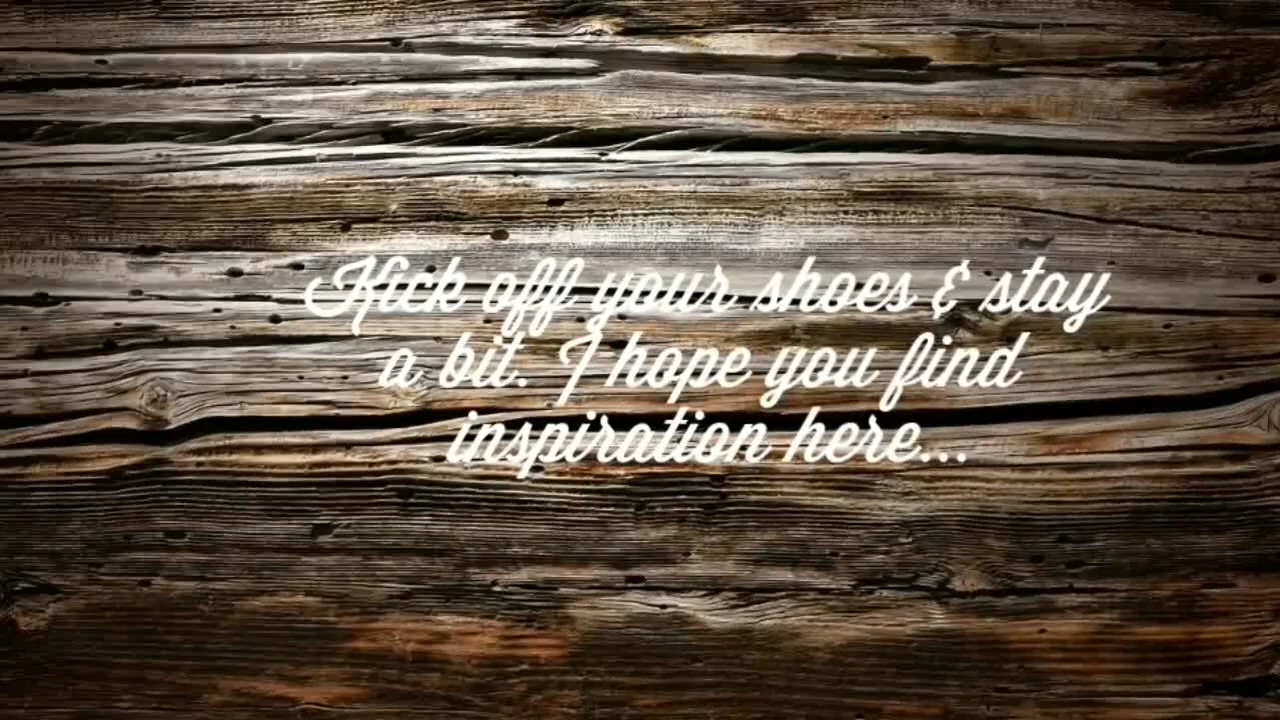 Kick off your shoes & stay
a bit. I hope you find
inspiration here...